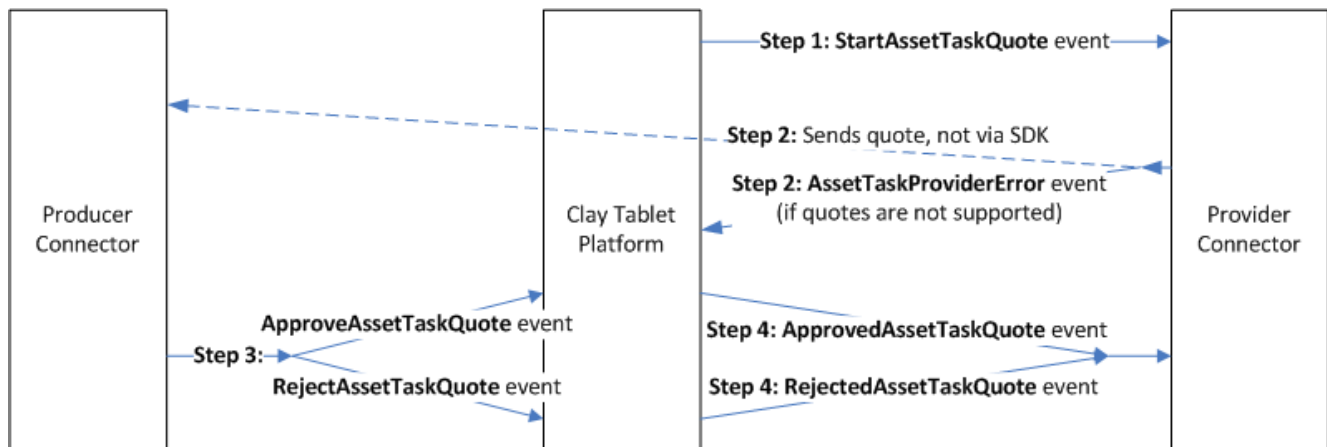 Step 1: StartAssetTaskQuote event
Step 2: Sends quote, not via SDK
Step 2: AssetTaskProviderError event
(if quotes are not supported)
Producer
Connector
Clay Tablet
Platform
Provider
Connector
ApproveAssetTaskQuote event
Step 3:
RejectAssetTaskQuote event
Step 4: ApprovedAssetTaskQuote event
Step 4: RejectedAssetTaskQuote event